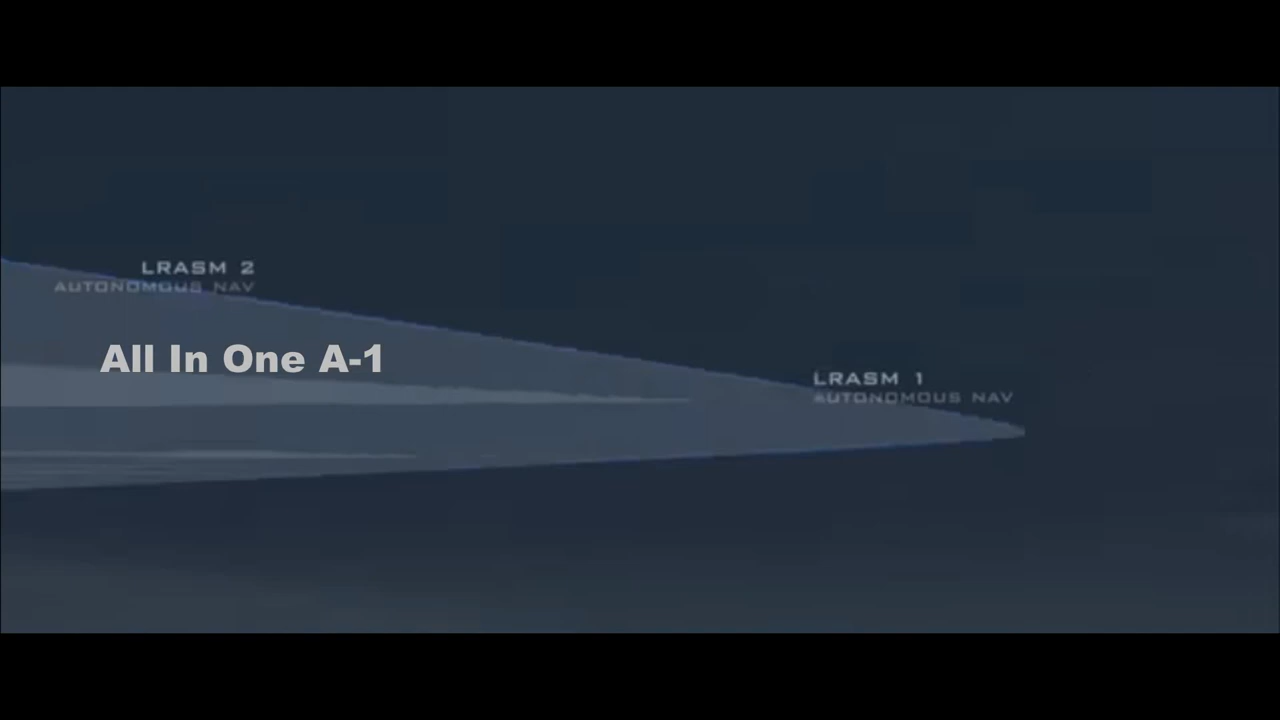 LRASM 2
AUTONOMOUS NAV
All In One A-1
LRASM 1
AUTONOMOUS NAV